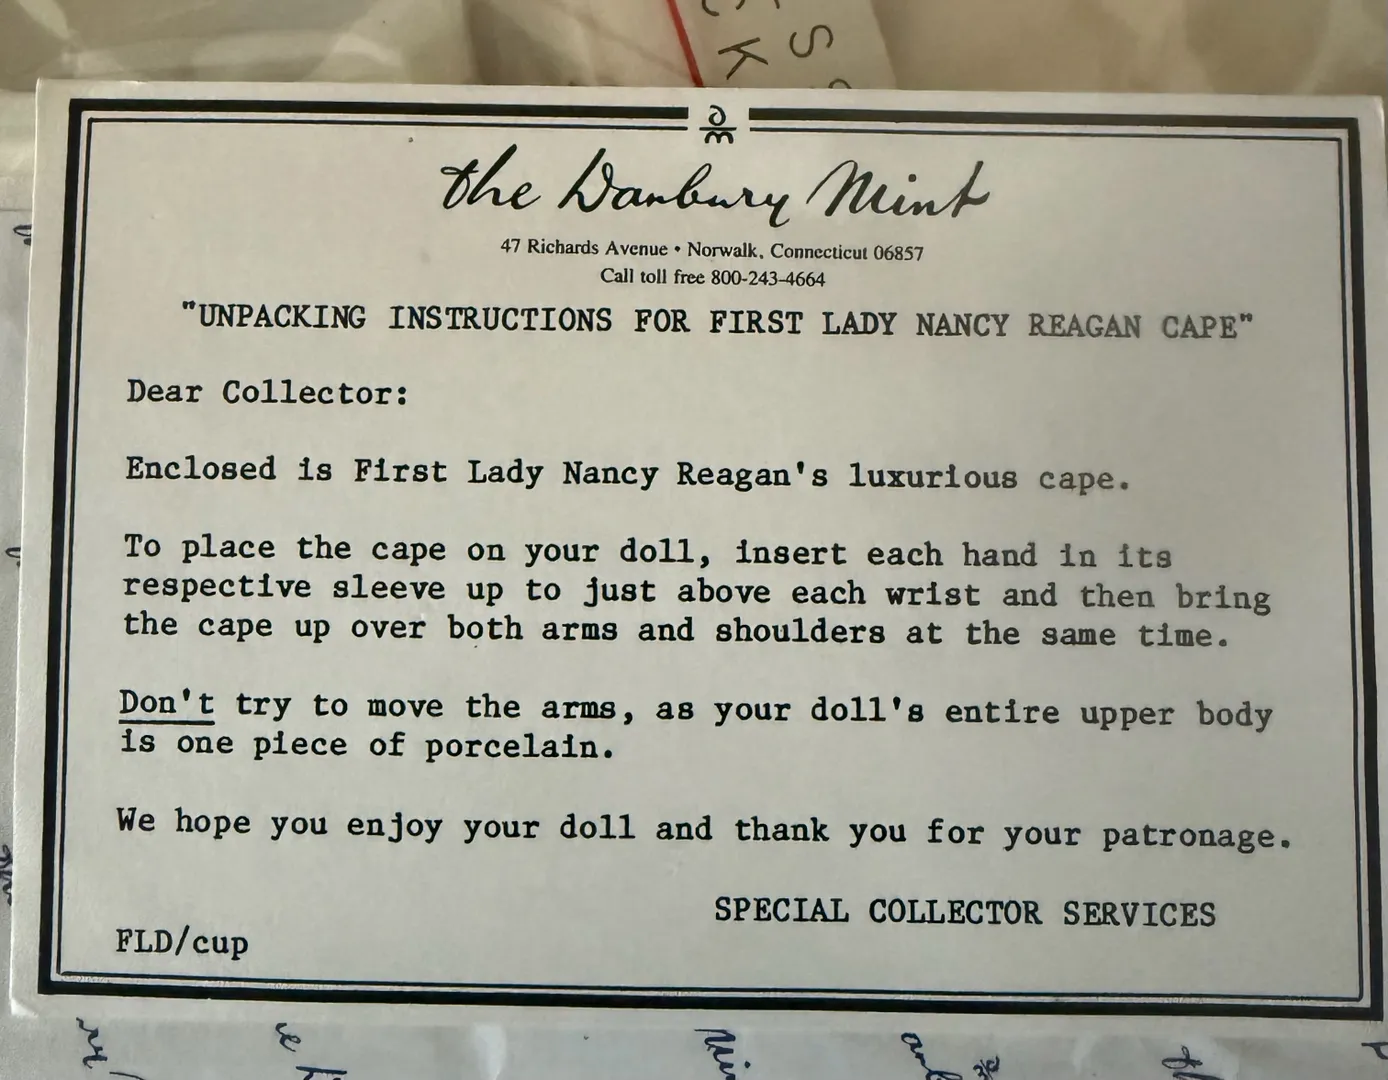 S
K
the Danbury Mint
47 Richards Avenue • Norwalk, Connecticut 06857
Call toll free 800-243-4664
"UNPACKING INSTRUCTIONS FOR FIRST LADY NANCY REAGAN CAPE"
Dear Collector:
Enclosed is First Lady Nancy Reagan's luxurious cape.
To place the cape on your doll, insert each hand in its
respective sleeve up to just above each wrist and then bring
the cape up over both arms and shoulders at the same time.
Don't try to move the arms, as your doll's entire upper body
is one piece of porcelain.
We hope you enjoy your doll and thank you for your patronage.
SPECIAL COLLECTOR SERVICES
FLD/cup